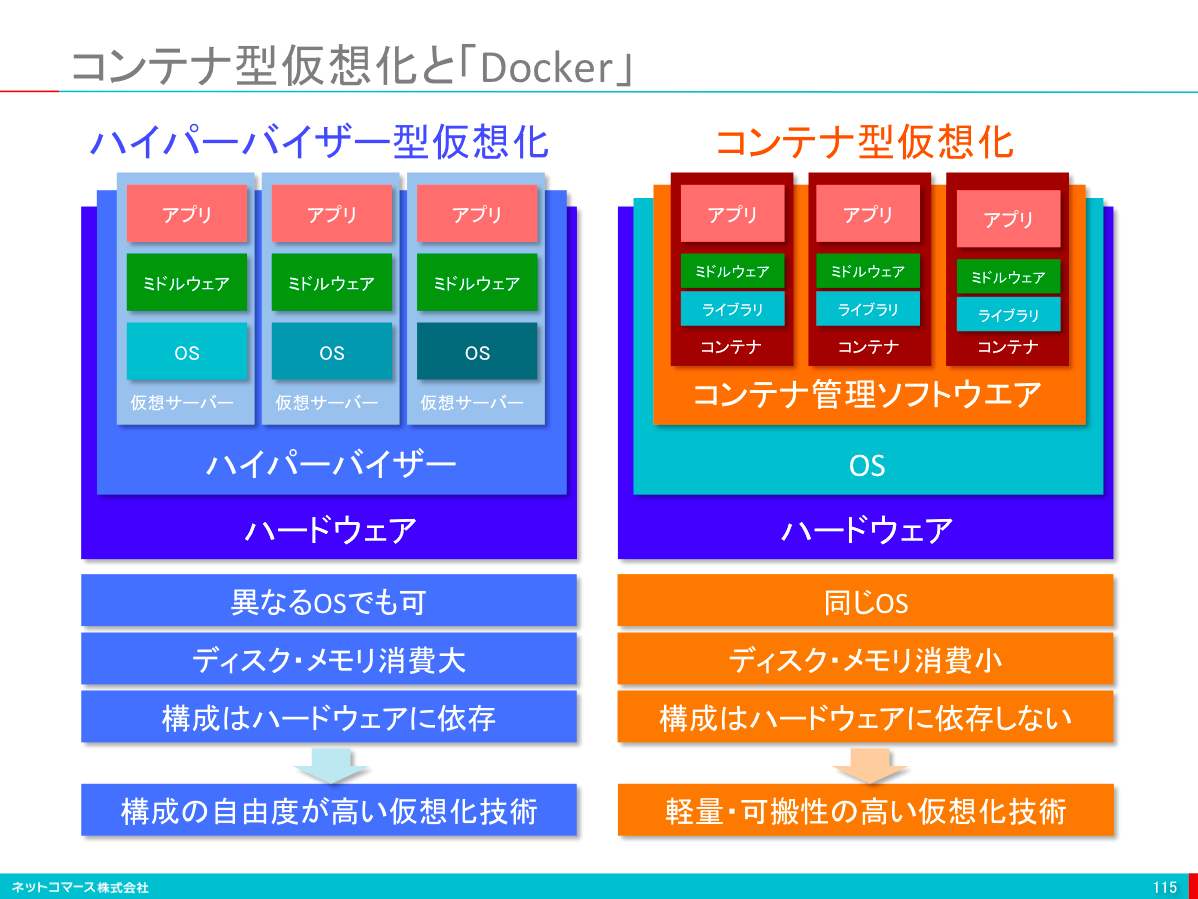 コンテナ型仮想化と「Docker」
ハイパーバイザー型仮想化
アプリ
アプリ
アプリ
ミドルウェア
ミドルウェア
ミドルウェア
OS
OS
OS
仮想サーバー
仮想サーバー
仮想サーバー
ハイパーバイザー
ハードウェア
異なるOSでも可
ディスク・メモリ消費大
構成はハードウェアに依存
構成の自由度が高い仮想化技術
コンテナ型仮想化
アプリ
アプリ
アプリ
ミドルウェア
ミドルウェア
ミドルウェア
ライブラリ
ライブラリ
ライブラリ
コンテナ
コンテナ
コンテナ
コンテナ管理ソフトウエア
OS
ハードウェア
同じOS
ディスク・メモリ消費小
構成はハードウェアに依存しない
軽量・可搬性の高い仮想化技術
ネットコマース株式会社
115